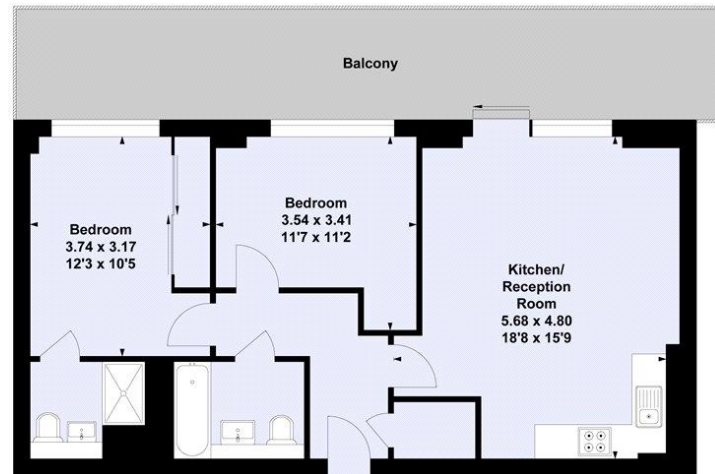 Balcony
Bedroom
3.74 x 3.17
12'3 x 10'5
Bedroom
3.54 x 3.41
11'7 x 11'2
Kitchen/
Reception
Room
5.68 x 4.80
18'8 x 15'9